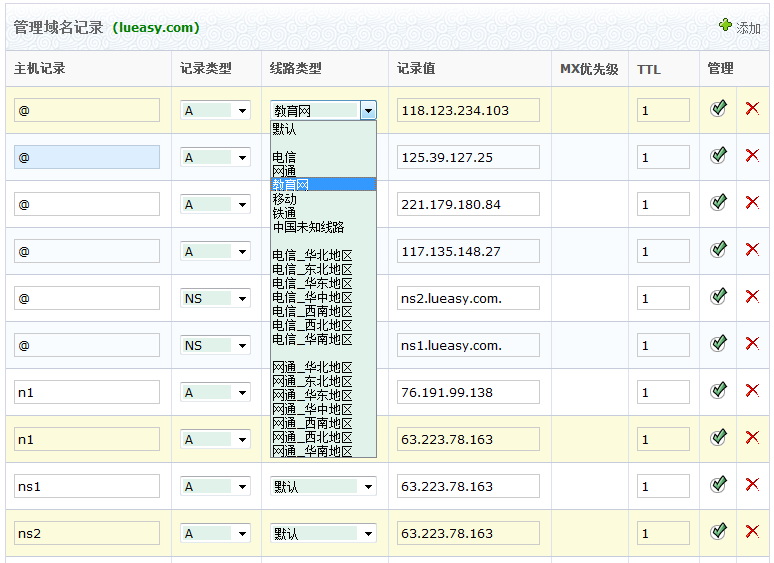 管理域名记录（lueasy.com） 添加
主机记录 记录类型 线路类型 记录值 MX优先级 TTL 管理
@ A 教育网 118.123.234.103 1
默认
@ A 电信 125.39.127.25 1
网通
教育网
@ A 移动 221.179.180.84 1
铁通
中国未知线路
@ A 电信_华北地区 117.135.148.27 1
电信_东北地区
电信_华东地区
@ NS 电信_华中地区 ns2.lueasy.com. 1
电信_西南地区
电信_西北地区
@ NS 电信_华南地区 ns1.lueasy.com. 1
网通_华北地区
网通_东北地区
n1 A 网通_华东地区 76.191.99.138 1
网通_华中地区
网通_西南地区
n1 A 网通_西北地区 63.223.78.163 1
网通_华南地区
ns1 A 默认 63.223.78.163 1
ns2 A 默认 63.223.78.163 1